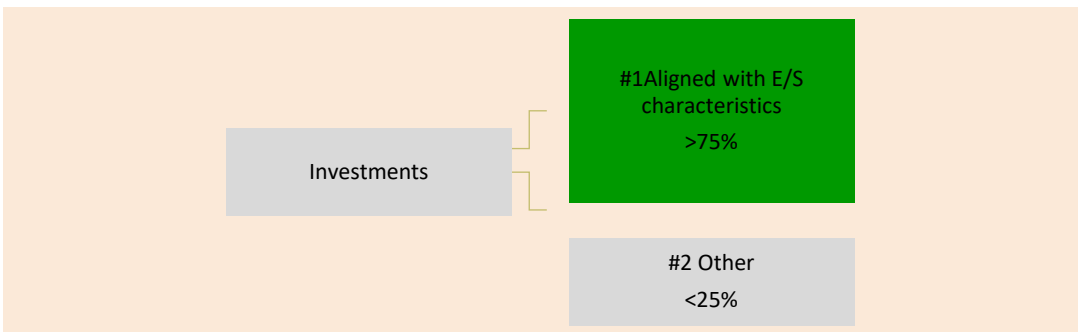 Investments
#1Aligned with E/S
characteristics
>75%
#2 Other
<25%